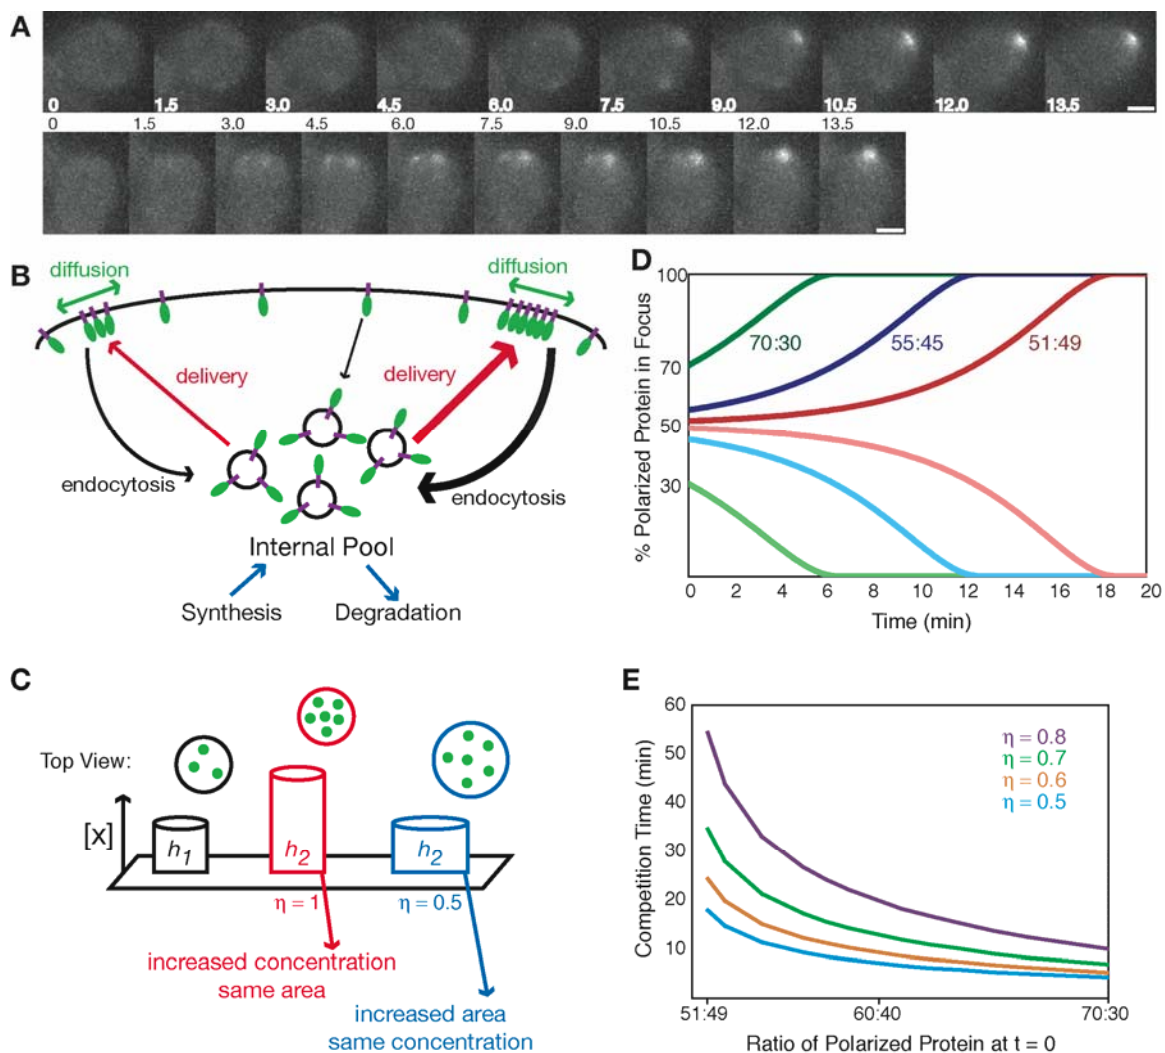 A
0 1.5 3.0 4.5 6.0 7.5 9.0 10.5 12.0 13.5
0 1.5 3.0 4.5 6.0 7.5 9.0 10.5 12.0 13.5
B
diffusion
diffusion
delivery
delivery
endocytosis
endocytosis
Internal Pool
Synthesis
Degradation
C
Top View:
[x]
h1
h2
h2
η = 1
η = 0.5
increased concentration
same area
increased area
same concentration
D
% Polarized Protein in Focus
100
70
50
30
70:30
55:45
51:49
0 2 4 6 8 10 12 14 16 18 20
Time (min)
E
Competition Time (min)
60
50
40
30
20
10
η = 0.8
η = 0.7
η = 0.6
η = 0.5
51:49 60:40 70:30
Ratio of Polarized Protein at t = 0